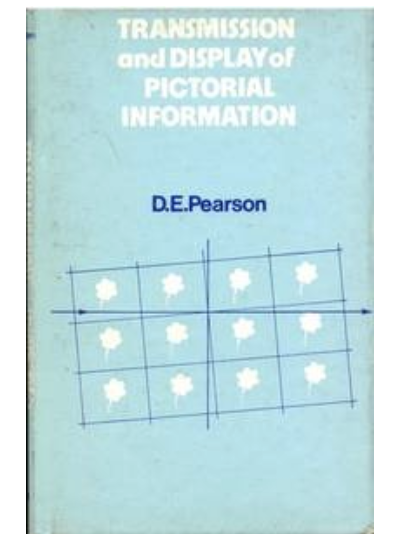 TRANSMISSION
and DISPLAY of
PICTORIAL
INFORMATION
D.E.Pearson